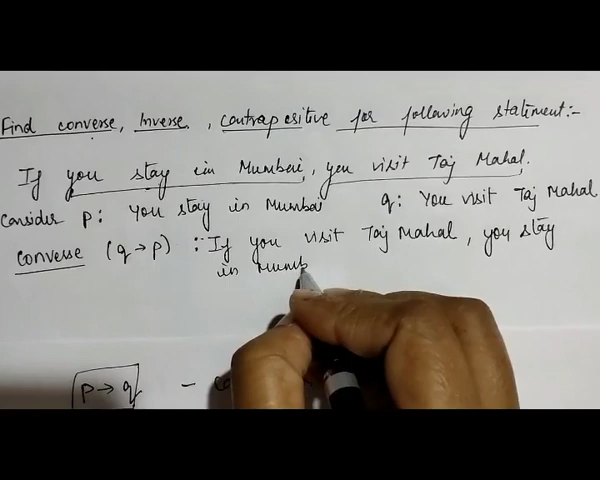 Find converse, Inverse, contrapositive for following statement:-
If you stay in Mumbai, you visit Taj Mahal.
Consider p: You stay in Mumbai q: You visit Taj Mahal
Converse (q→p) :- If you visit Taj Mahal, you stay
in Mumb
p→q -